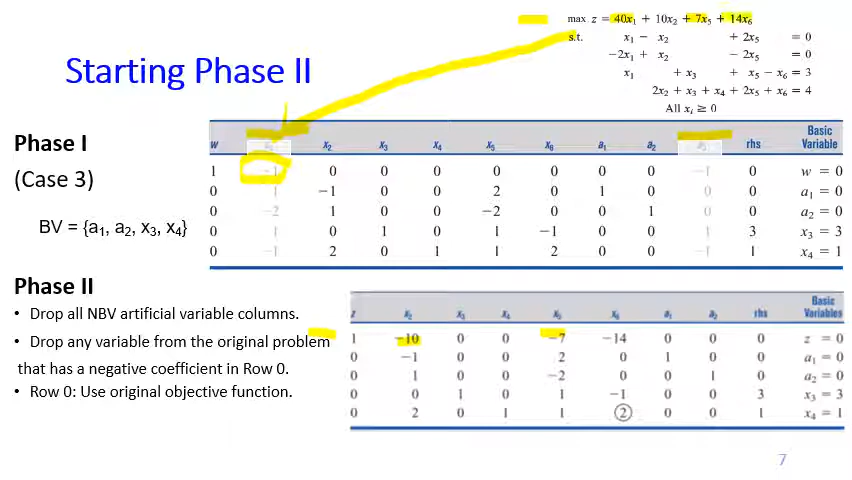 max. z = 40x₁ + 10x₂ + 7x₅ + 14x₆
s.t. x₁ − x₂ + 2x₅ = 0
−2x₁ + x₂ − 2x₅ = 0
x₁ + x₃ + x₅ − x₆ = 3
2x₂ + x₃ + x₄ + 2x₅ + x₆ = 4
All xᵢ ≥ 0
Starting Phase II
Phase I
(Case 3)
BV = {a₁, a₂, x₃, x₄}
Basic
w x₁ x₂ x₃ x₄ x₅ x₆ a₁ a₂ a₃ rhs Variable
1 −1 0 0 0 0 0 0 0 −1 0 w = 0
0 1 −1 0 0 2 0 1 0 0 0 a₁ = 0
0 −2 1 0 0 −2 0 0 1 0 0 a₂ = 0
0 1 0 1 0 1 −1 0 0 1 3 x₃ = 3
0 −1 2 0 1 1 2 0 0 −1 1 x₄ = 1
Phase II
• Drop all NBV artificial variable columns.
• Drop any variable from the original problem
that has a negative coefficient in Row 0.
• Row 0: Use original objective function.
Basic
z x₂ x₃ x₄ x₅ x₆ a₁ a₂ rhs Variables
1 −10 0 0 −7 −14 0 0 0 z = 0
0 −1 0 0 2 0 1 0 0 a₁ = 0
0 1 0 0 −2 0 0 1 0 a₂ = 0
0 0 1 0 1 −1 0 0 3 x₃ = 3
0 2 0 1 1 2 0 0 1 x₄ = 1
7